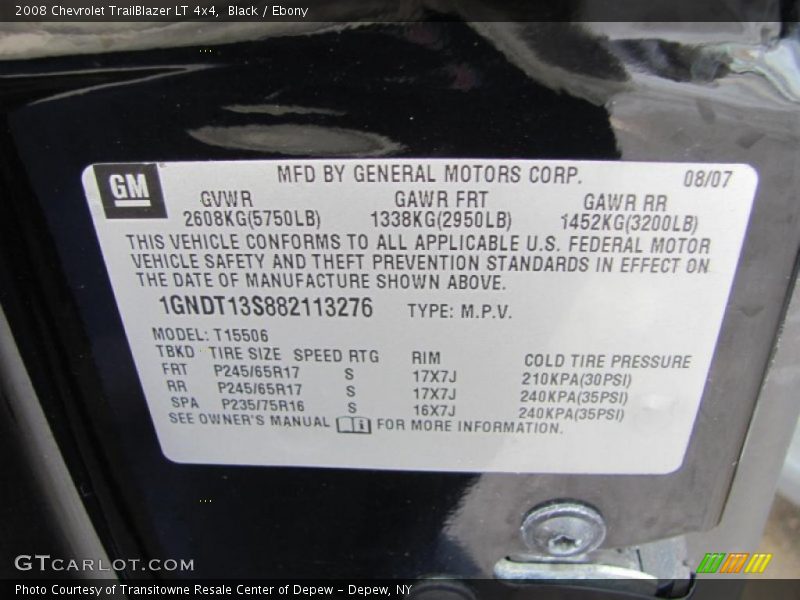 2008 Chevrolet TrailBlazer LT 4x4, Black / Ebony
GM
MFD BY GENERAL MOTORS CORP. 08/07
GVWR GAWR FRT GAWR RR
2608KG(5750LB) 1338KG(2950LB) 1452KG(3200LB)
THIS VEHICLE CONFORMS TO ALL APPLICABLE U.S. FEDERAL MOTOR
VEHICLE SAFETY AND THEFT PREVENTION STANDARDS IN EFFECT ON
THE DATE OF MANUFACTURE SHOWN ABOVE.
1GNDT13S882113276 TYPE: M.P.V.
MODEL: T15506
TBKD TIRE SIZE SPEED RTG RIM COLD TIRE PRESSURE
FRT P245/65R17 S 17X7J 210KPA(30PSI)
RR P245/65R17 S 17X7J 240KPA(35PSI)
SPA P235/75R16 S 16X7J 240KPA(35PSI)
SEE OWNER'S MANUAL FOR MORE INFORMATION.
GTCARLOT.COM
Photo Courtesy of Transitowne Resale Center of Depew - Depew, NY